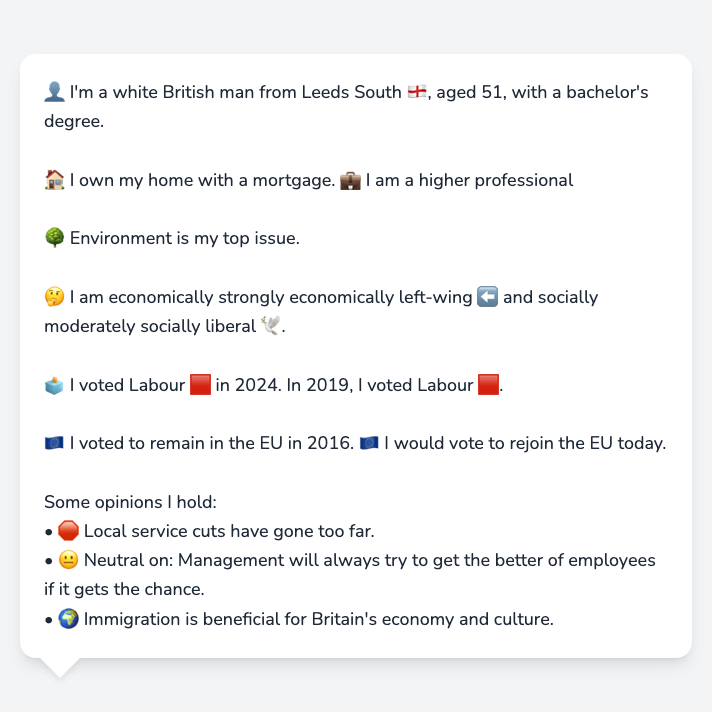 👤 I'm a white British man from Leeds South 🏴󠁧󠁢󠁥󠁮󠁧󠁿, aged 51, with a bachelor's
degree.
🏠 I own my home with a mortgage. 💼 I am a higher professional
🌳 Environment is my top issue.
🤔 I am economically strongly economically left-wing ⬅️ and socially
moderately socially liberal 🕊️.
🗳️ I voted Labour 🟥 in 2024. In 2019, I voted Labour 🟥.
🇪🇺 I voted to remain in the EU in 2016. 🇪🇺 I would vote to rejoin the EU today.
Some opinions I hold:
• 🛑 Local service cuts have gone too far.
• 😐 Neutral on: Management will always try to get the better of employees
if it gets the chance.
• 🌍 Immigration is beneficial for Britain's economy and culture.